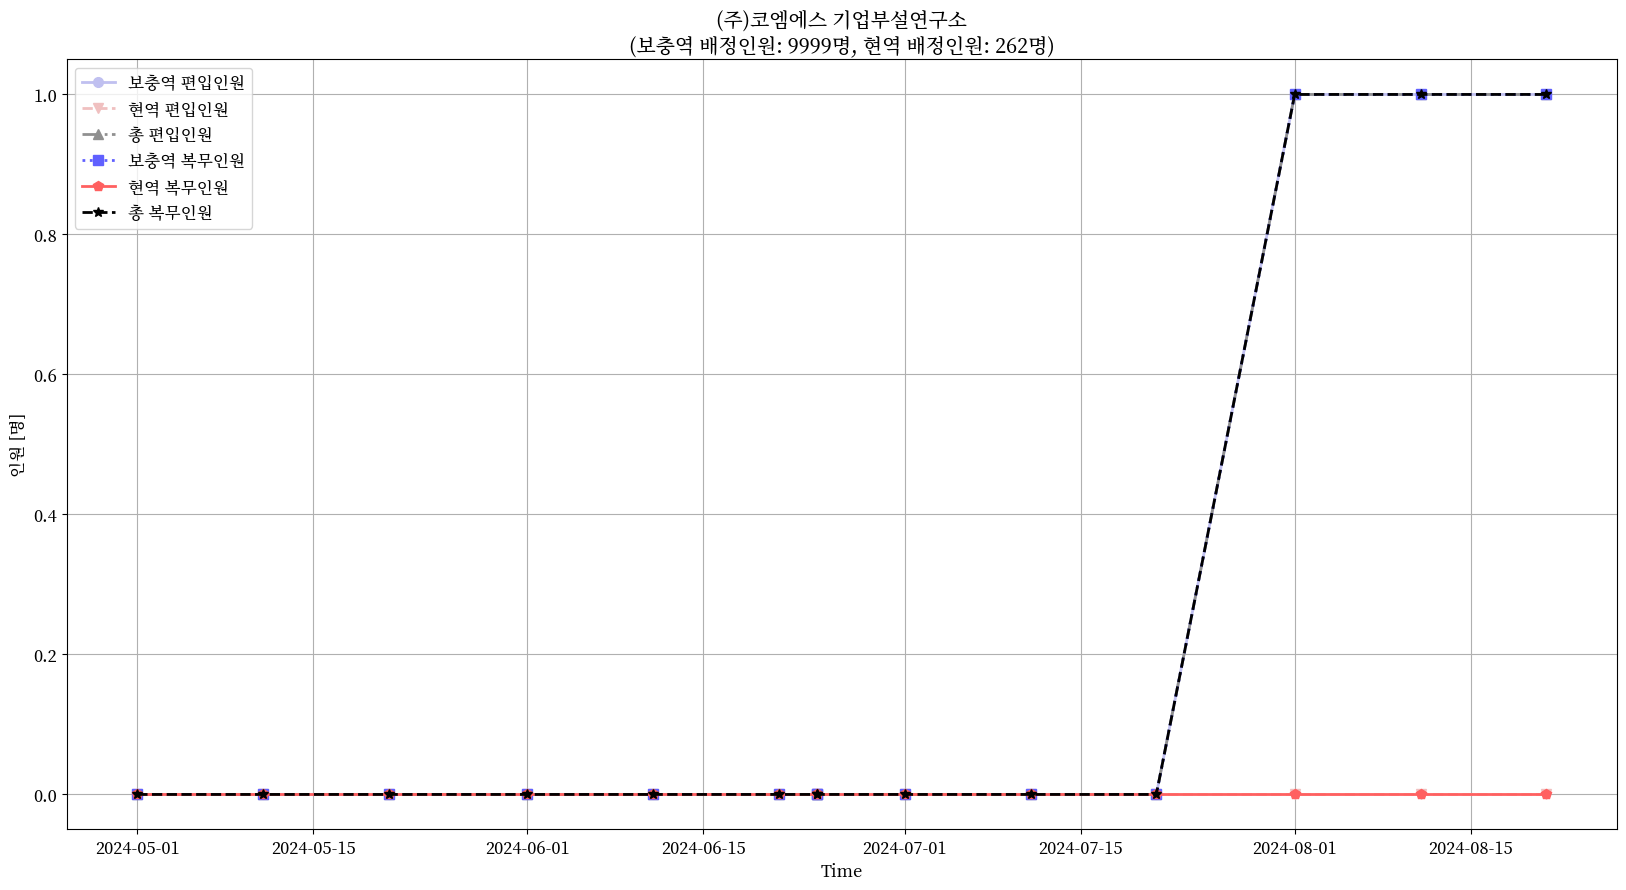 (주)코엠에스 기업부설연구소
(보충역 배정인원: 9999명, 현역 배정인원: 262명)
보충역 편입인원
현역 편입인원
총 편입인원
보충역 복무인원
현역 복무인원
총 복무인원
1.0
0.8
0.6
0.4
0.2
0.0
인원 [명]
2024-05-01 2024-05-15 2024-06-01 2024-06-15 2024-07-01 2024-07-15 2024-08-01 2024-08-15
Time